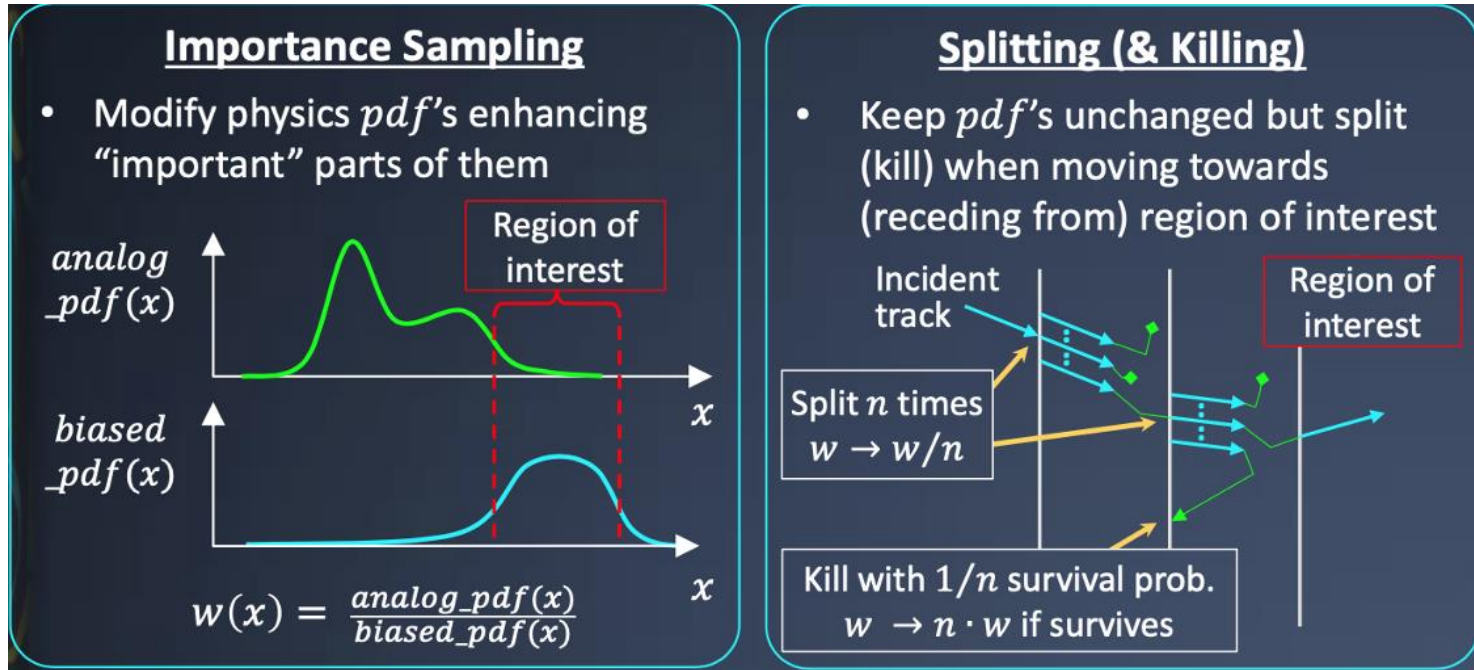 Importance Sampling
• Modify physics pdf's enhancing
“important” parts of them
Region of
interest
analog
_pdf(x)
x
biased
_pdf(x)
x
w(x) = analog_pdf(x)/biased_pdf(x)
Splitting (& Killing)
• Keep pdf's unchanged but split
(kill) when moving towards
(receding from) region of interest
Incident
track
Region of
interest
Split n times
w → w/n
Kill with 1/n survival prob.
w → n · w if survives